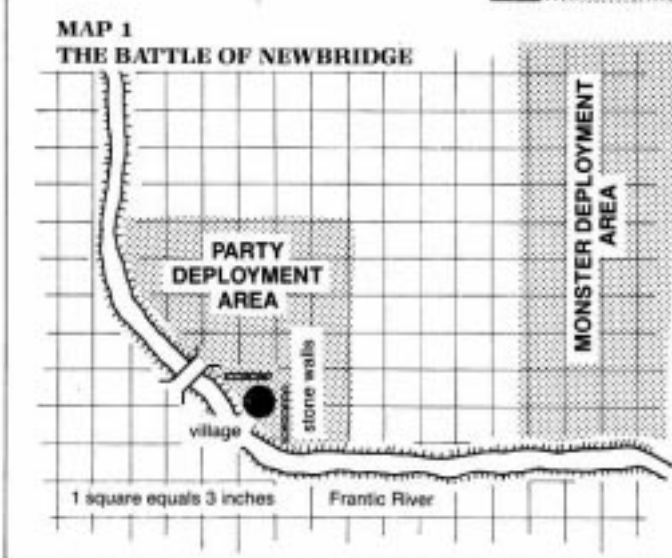 MAP 1
THE BATTLE OF NEWBRIDGE
PARTY
DEPLOYMENT
AREA
MONSTER DEPLOYMENT
AREA
stone walls
village
1 square equals 3 inches
Frantic River